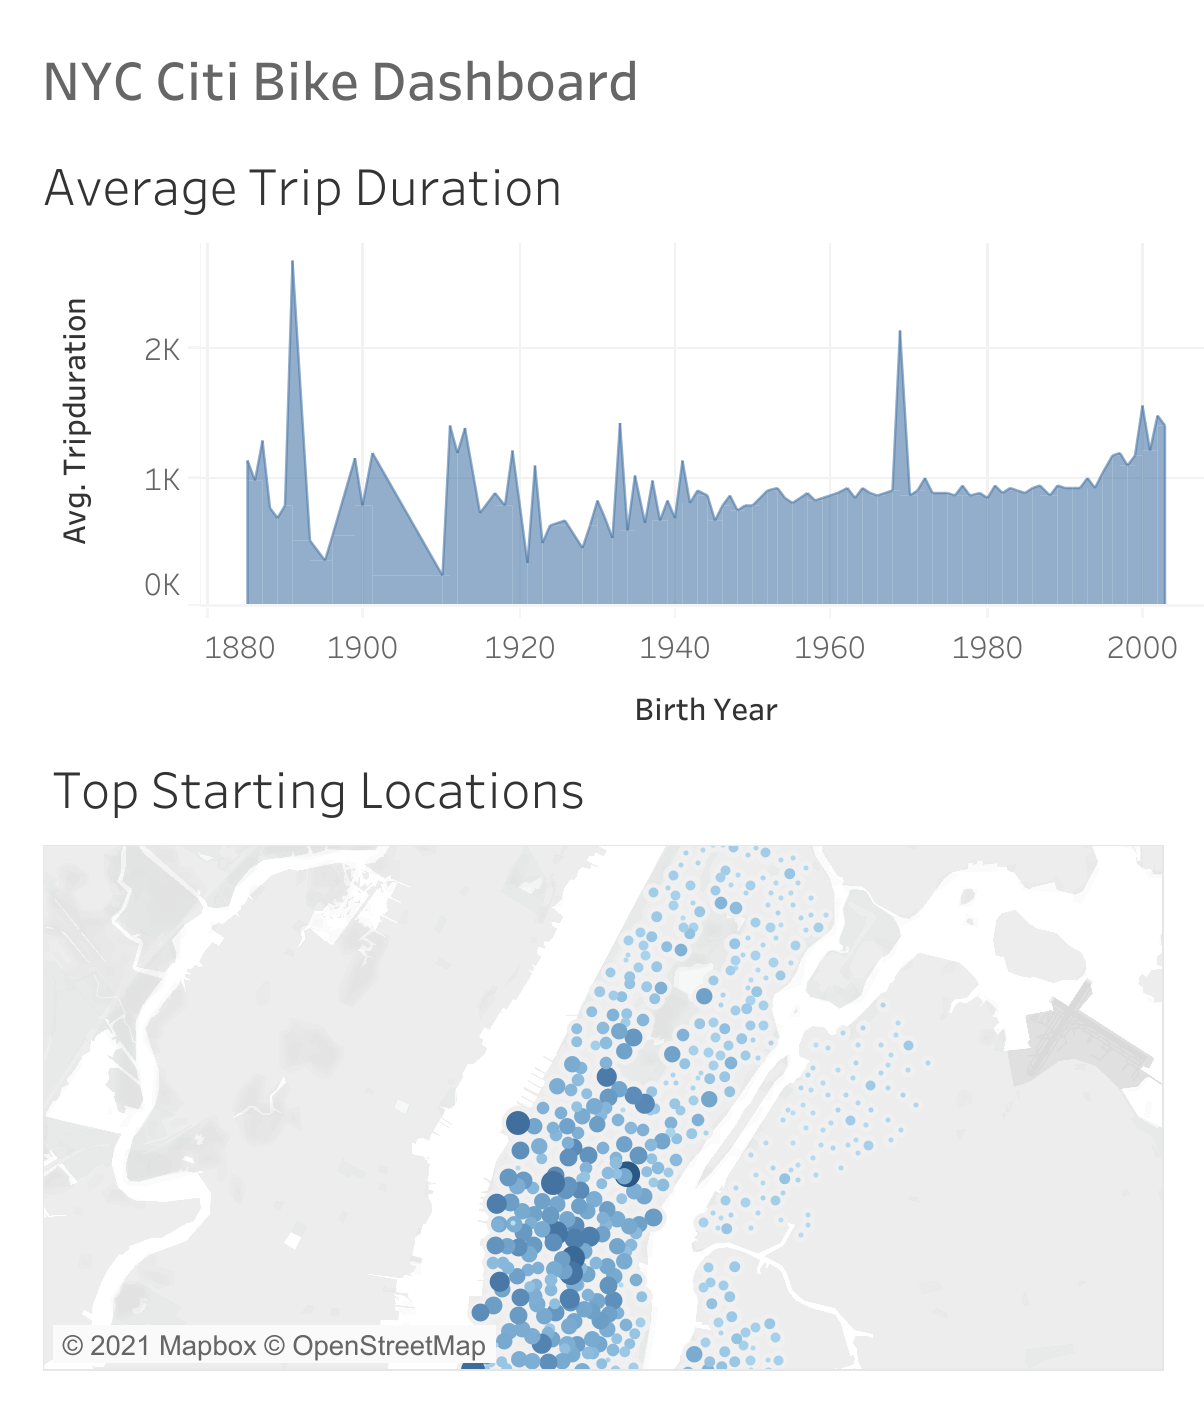 NYC Citi Bike Dashboard
Average Trip Duration
Avg. Tripduration
2K
1K
0K
1880 1900 1920 1940 1960 1980 2000
Birth Year
Top Starting Locations
© 2021 Mapbox © OpenStreetMap